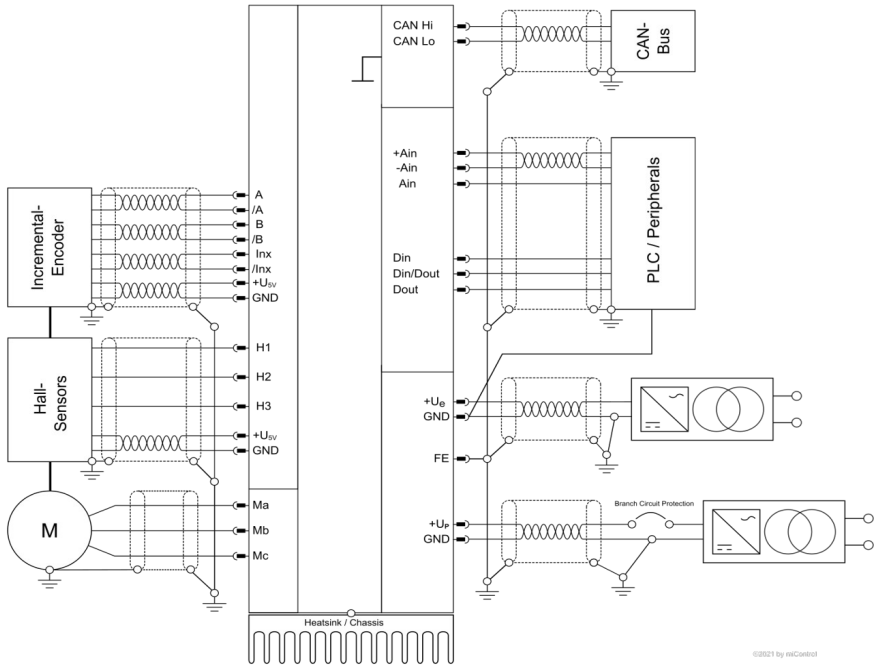 CAN Hi
CAN Lo
CAN-
Bus
+Ain
-Ain
Ain
Din
Din/Dout
Dout
PLC / Peripherals
Incremental-
Encoder
A
/A
B
/B
Inx
/Inx
+U5V
GND
Hall-
Sensors
H1
H2
H3
+U5V
GND
M
Ma
Mb
Mc
+Ue
GND
FE
Branch Circuit Protection
+UP
GND
Heatsink / Chassis
©2021 by miControl